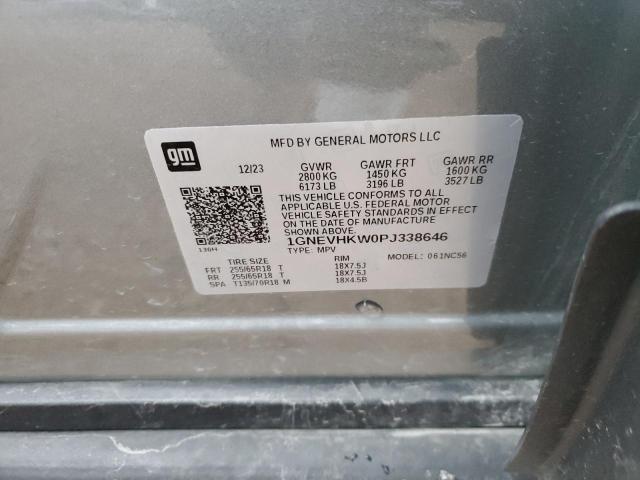 gm
MFD BY GENERAL MOTORS LLC
12/23 GVWR GAWR FRT GAWR RR
2800 KG 1450 KG 1600 KG
6173 LB 3196 LB 3527 LB
THIS VEHICLE CONFORMS TO ALL
APPLICABLE U.S. FEDERAL MOTOR
VEHICLE SAFETY STANDARDS IN EFFECT
ON THE DATE OF MANUFACTURE
SHOWN ABOVE.
1GNEVHKW0PJ338646
TYPE: MPV MODEL: 061NC56
136H
TIRE SIZE RIM
FRT 255/65R18 T 18X7.5J
RR 255/65R18 T 18X7.5J
SPA T135/70R18 M 18X4.5B